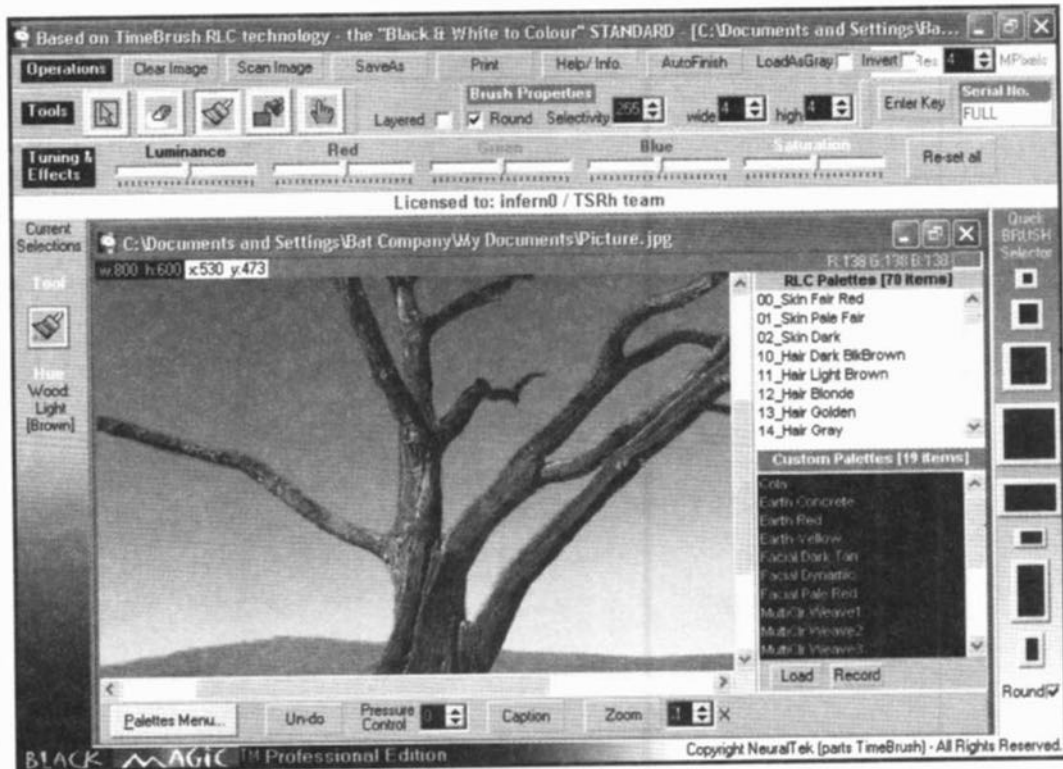 Based on TimeBrush RLC technology - the "Black & White to Colour" STANDARD - [C:\Documents and Settings\Ba...
Operations Clear Image Scan Image SaveAs Print Help/ Info. AutoFinish LoadAsGray Invert Res 4 MPixels
Tools Brush Properties Enter Key Serial No.
Layered Round Selectivity 255 wide 4 high 4 FULL
Tuning & Effects Luminance Red Green Blue Saturation Re-set all
Licensed to: infern0 / TSRh team
Current Selections
Tool
Hue
Wood:
Light
[Brown]
C:\Documents and Settings\Bat Company\My Documents\Picture.jpg
w:800 h:600 x:530 y:473 R:138 G:138 B:138
RLC Palettes [70 items]
00_Skin Fair Red
01_Skin Pale Fair
02_Skin Dark
10_Hair Dark BlkBrown
11_Hair Light Brown
12_Hair Blonde
13_Hair Golden
14_Hair Gray
Custom Palettes [19 items]
Cola
Earth Concrete
Earth Red
Earth-Yellow
Facial Dark Tan
Facial Dynamic
Facial Pale Red
MultiClr Weave1
MultiClr Weave2
MultiClr Weave3
Load Record
Quick
BRUSH
Selector
Round
Palettes Menu... Un-do Pressure Control 0 Caption Zoom 1 X
BLACK MAGIC TM Professional Edition
Copyright NeuralTek (parts TimeBrush) - All Rights Reserved.